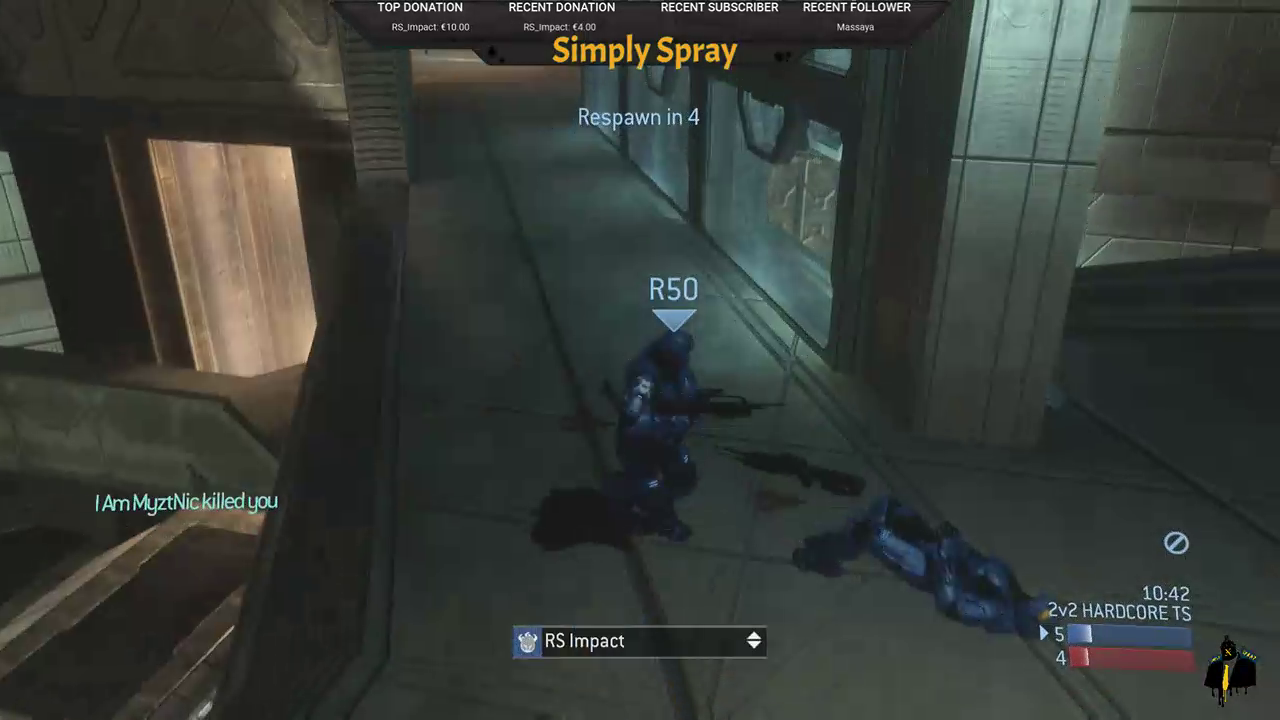 TOP DONATION
RECENT DONATION
RECENT SUBSCRIBER
RECENT FOLLOWER
RS_Impact: €10.00
RS_Impact: €4.00
Massaya
Simply Spray
Respawn in 4
R50
I Am MyztNic killed you
10:42
2v2 HARDCORE TS
5
4
RS Impact